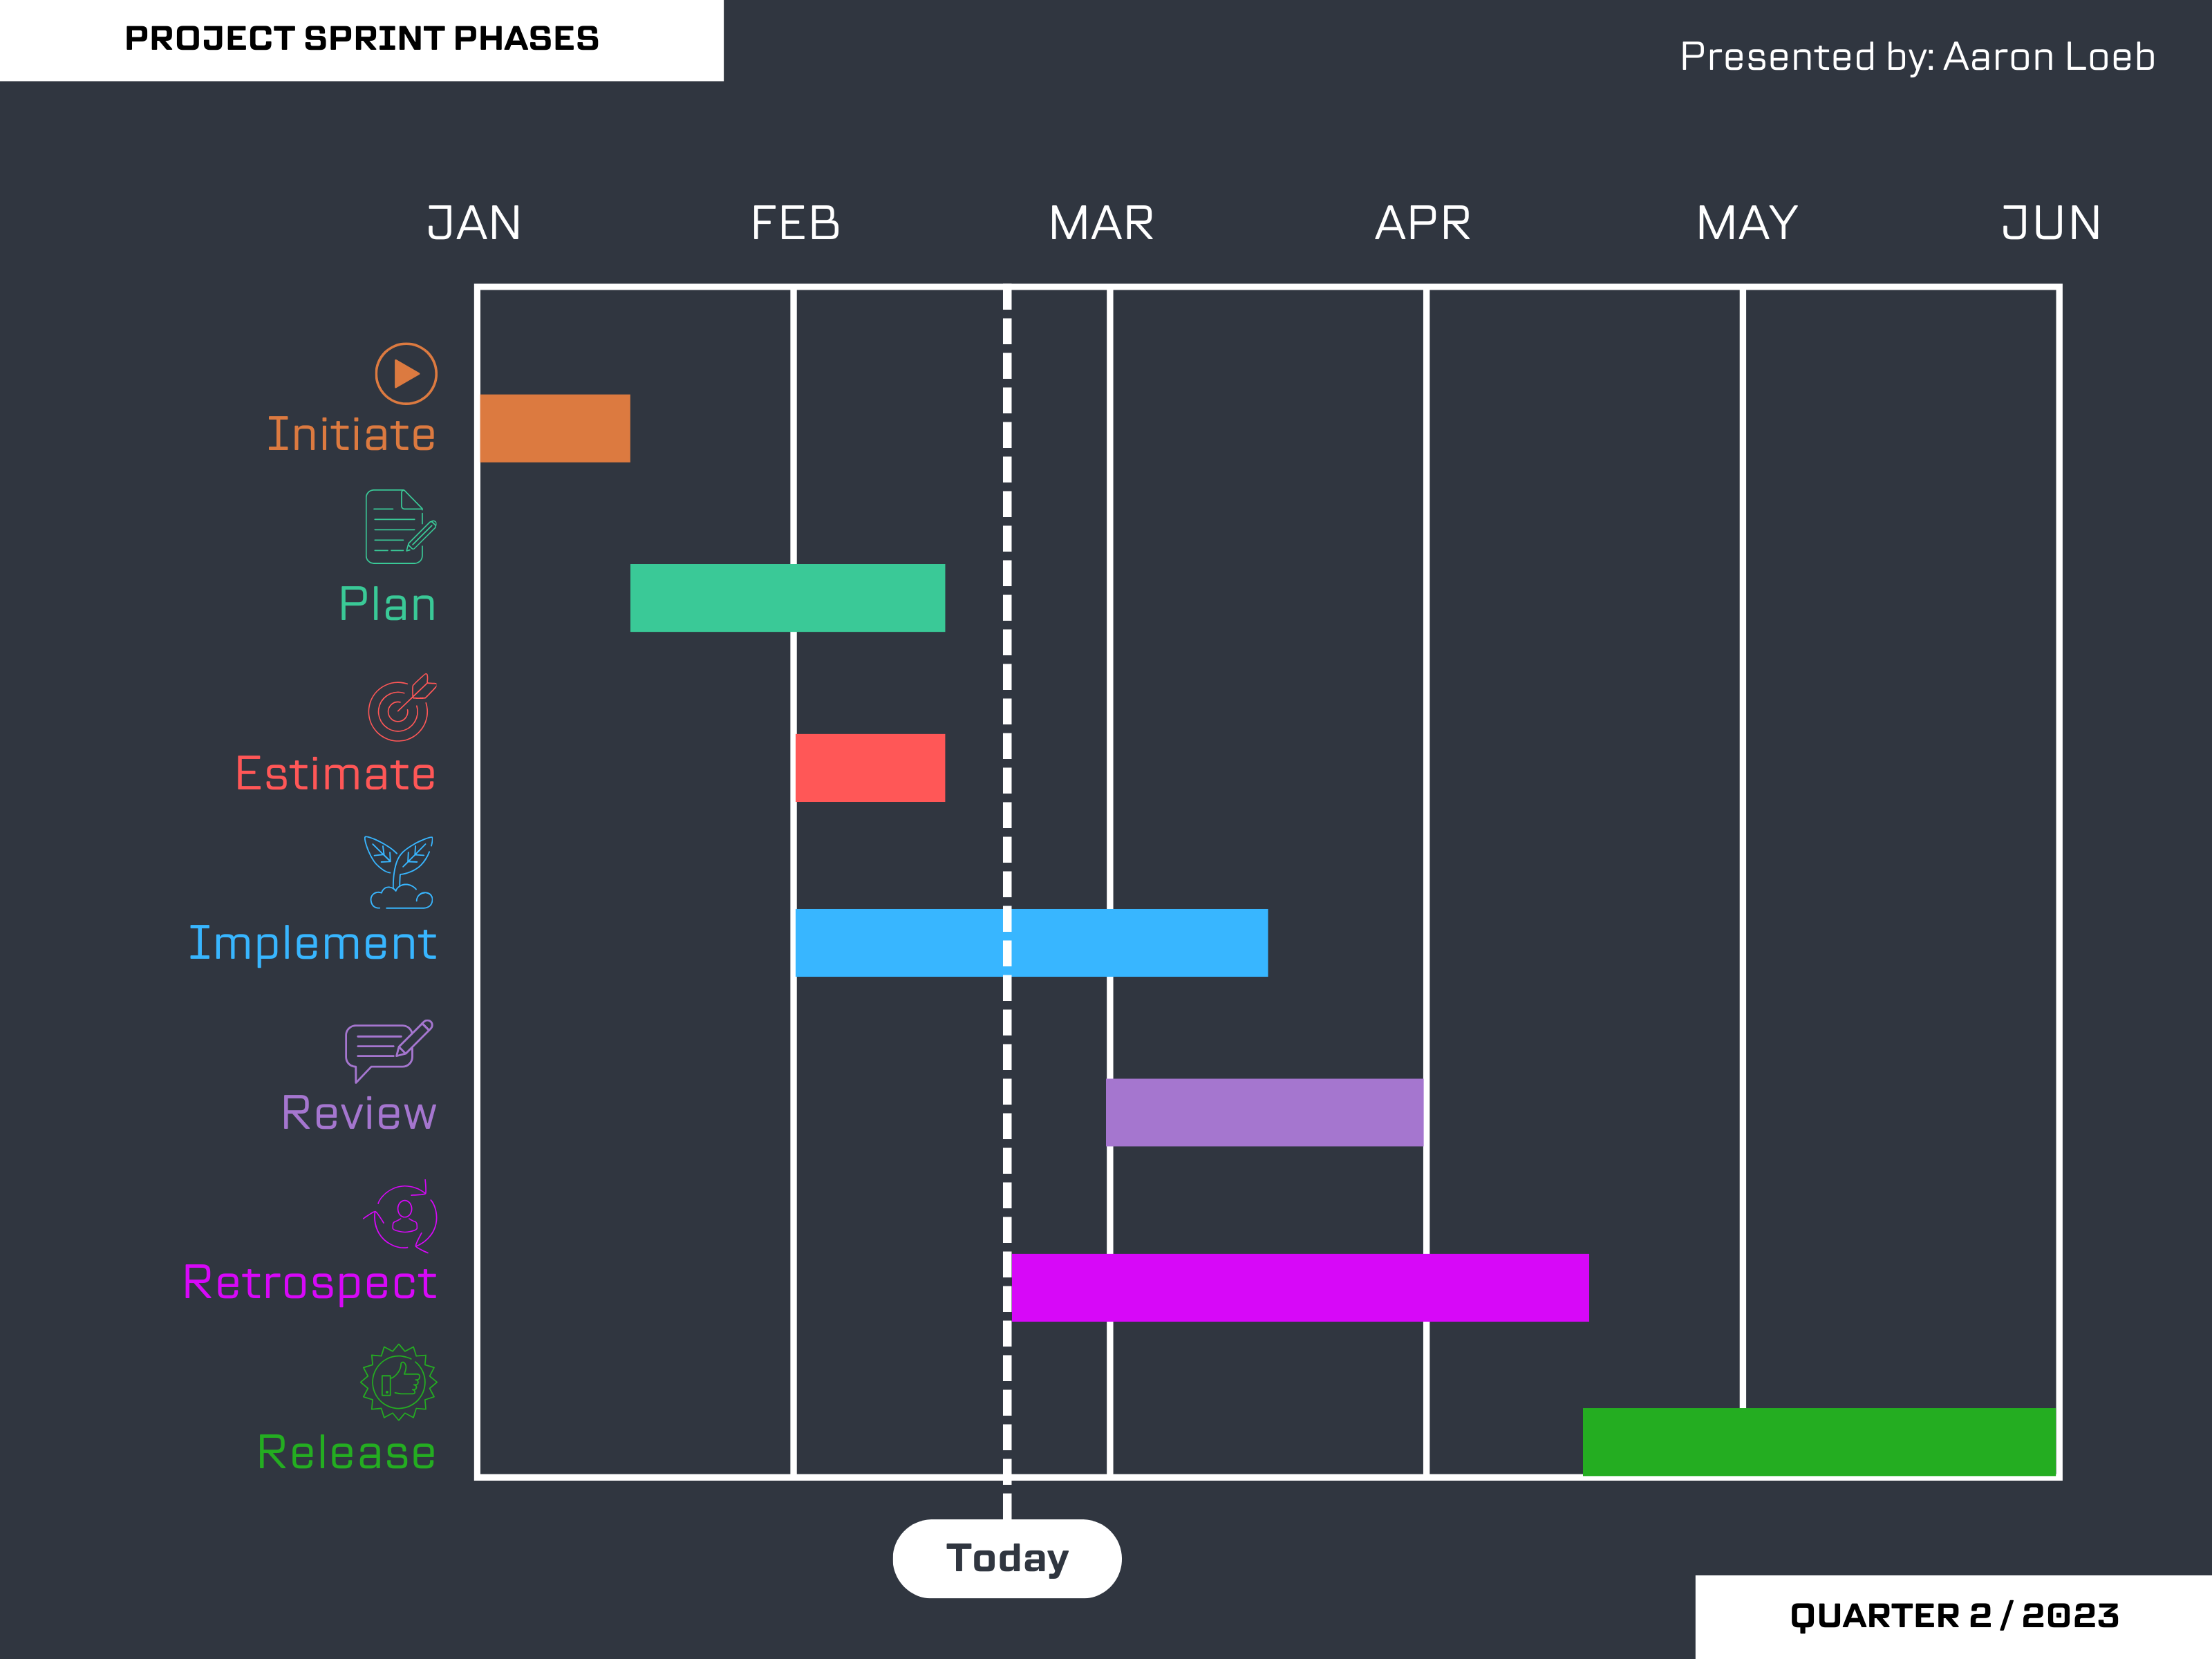 PROJECT SPRINT PHASES
Presented by: Aaron Loeb
JAN FEB MAR APR MAY JUN
Initiate
Plan
Estimate
Implement
Review
Retrospect
Release
Today
QUARTER 2 / 2023